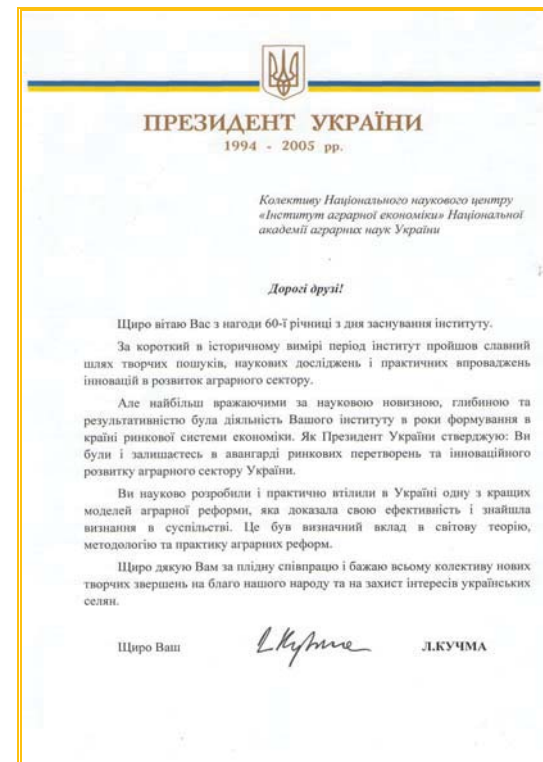 ПРЕЗИДЕНТ УКРАЇНИ
1994 - 2005 рр.
Колективу Національного наукового центру
«Інститут аграрної економіки» Національної
академії аграрних наук України
Дорогі друзі!
Щиро вітаю Вас з нагоди 60-ї річниці з дня заснування інституту.
За короткий в історичному вимірі період інститут пройшов славний
шлях творчих пошуків, наукових досліджень і практичних впроваджень
інновацій в розвиток аграрного сектору.
Але найбільш вражаючими за науковою новизною, глибиною та
результативністю була діяльність Вашого інституту в роки формування в
країні ринкової системи економіки. Як Президент України стверджую: Ви
були і залишаєтесь в авангарді ринкових перетворень та інноваційного
розвитку аграрного сектору України.
Ви науково розробили і практично втілили в Україні одну з кращих
моделей аграрної реформи, яка доказала свою ефективність і знайшла
визнання в суспільстві. Це був визначний вклад в світову теорію,
методологію та практику аграрних реформ.
Щиро дякую Вам за плідну співпрацю і бажаю всьому колективу нових
творчих звершень на благо нашого народу та на захист інтересів українських
селян.
Щиро Ваш Л.КУЧМА